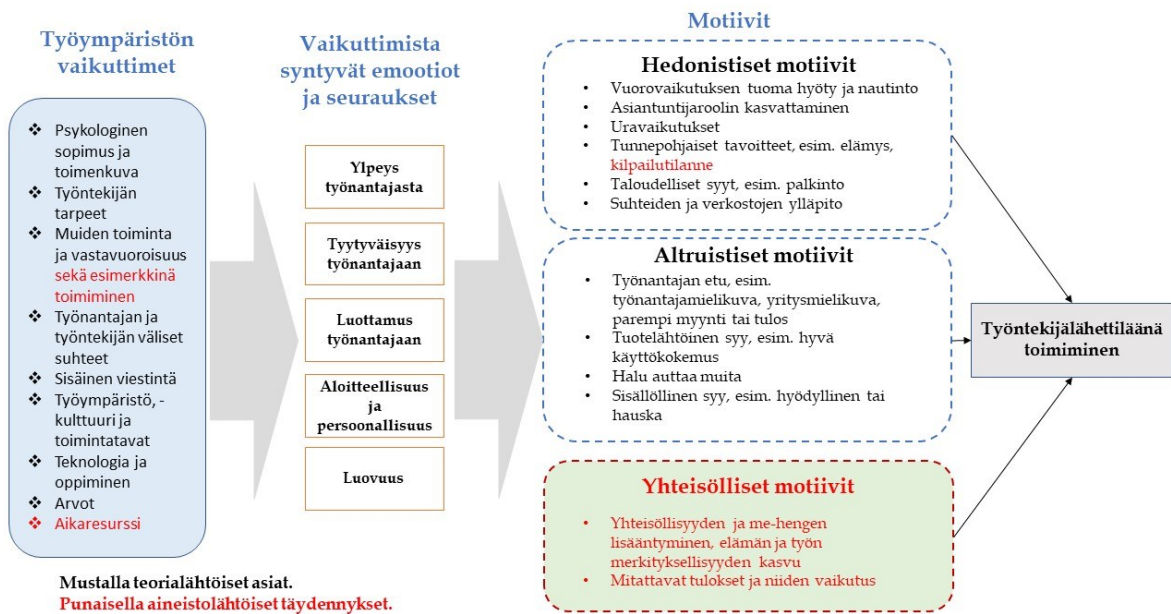 Työympäristön
vaikuttimet
❖ Psykologinen
sopimus ja
toimenkuva
❖ Työntekijän
tarpeet
❖ Muiden toiminta
ja vastavuoroisuus
sekä esimerkkinä
toimiminen
❖ Työnantajan ja
työntekijän väliset
suhteet
❖ Sisäinen viestintä
❖ Työympäristö, -
kulttuuri ja
toimintatavat
❖ Teknologia ja
oppiminen
❖ Arvot
❖ Aikaresurssi
Vaikuttimista
syntyvät emootiot
ja seuraukset
Ylpeys
työnantajasta
Tyytyväisyys
työnantajaan
Luottamus
työnantajaan
Aloitteellisuus
ja
persoonallisuus
Luovuus
Motiivit
Hedonistiset motiivit
• Vuorovaikutuksen tuoma hyöty ja nautinto
• Asiantuntijaroolin kasvattaminen
• Uravaikutukset
• Tunnepohjaiset tavoitteet, esim. elämys,
kilpailutilanne
• Taloudelliset syyt, esim. palkinto
• Suhteiden ja verkostojen ylläpito
Altruistiset motiivit
• Työnantajan etu, esim.
työnantajamielikuva, yritysmielikuva,
parempi myynti tai tulos
• Tuotelähtöinen syy, esim. hyvä
käyttökokemus
• Halu auttaa muita
• Sisällöllinen syy, esim. hyödyllinen tai
hauska
Yhteisölliset motiivit
• Yhteisöllisyyden ja me-hengen
lisääntyminen, elämän ja työn
merkityksellisyyden kasvu
• Mitattavat tulokset ja niiden vaikutus
Työntekijälähettiläänä
toimiminen
Mustalla teorialähtöiset asiat.
Punaisella aineistolähtöiset täydennykset.